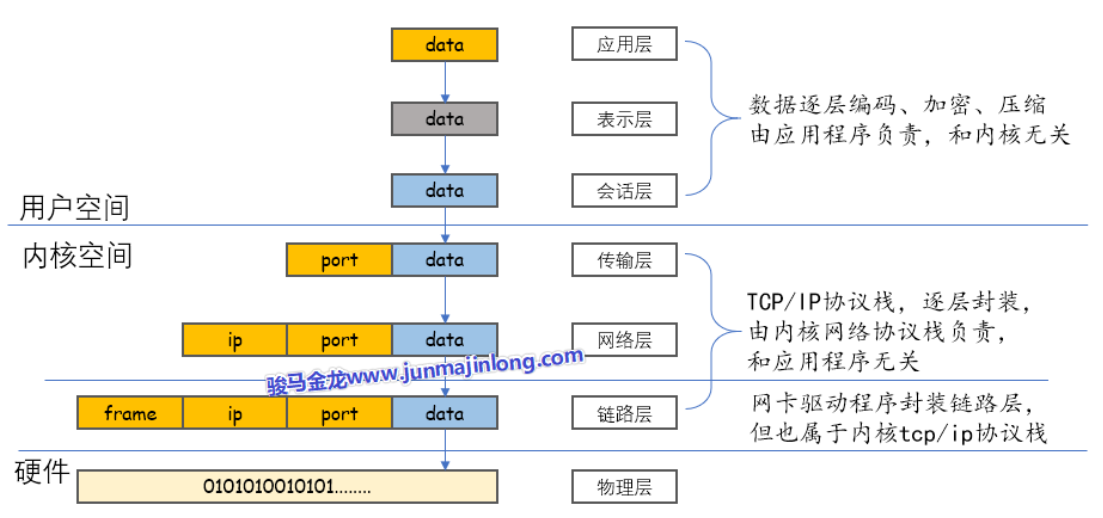 data 应用层
数据逐层编码、加密、压缩
data 表示层
由应用程序负责，和内核无关
data 会话层
用户空间
内核空间
port data 传输层
TCP/IP协议栈，逐层封装，
由内核网络协议栈负责，
和应用程序无关
ip port data 网络层
骏马金龙www.junmajinlong.com
frame ip port data 链路层
网卡驱动程序封装链路层，
但也属于内核tcp/ip协议栈
硬件
0101010010101........ 物理层